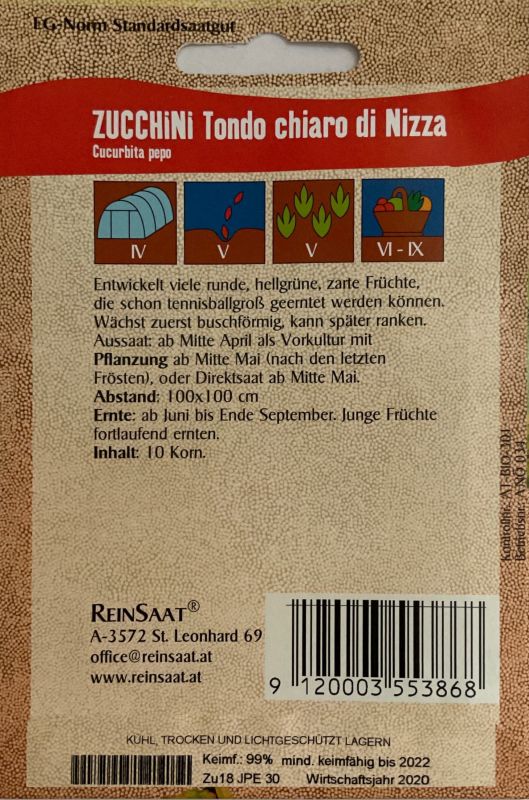 EG-Norm Standardsaatgut
ZUCCHiNi Tondo chiaro di Nizza
Cucurbita pepo
IV V V VI - IX
Entwickelt viele runde, hellgrüne, zarte Früchte,
die schon tennisballgroß geerntet werden können.
Wächst zuerst buschförmig, kann später ranken.
Aussaat: ab Mitte April als Vorkultur mit
Pflanzung ab Mitte Mai (nach den letzten
Frösten), oder Direktsaat ab Mitte Mai.
Abstand: 100x100 cm
Ernte: ab Juni bis Ende September. Junge Früchte
fortlaufend ernten.
Inhalt: 10 Korn.
REINSAAT®
A-3572 St. Leonhard 69
office@reinsaat.at
www.reinsaat.at
9 120003 553868
KÜHL, TROCKEN UND LICHTGESCHÜTZT LAGERN
Keimf.: 99% mind. keimfähig bis 2022
Zu18 JPE 30 Wirtschaftsjahr 2020